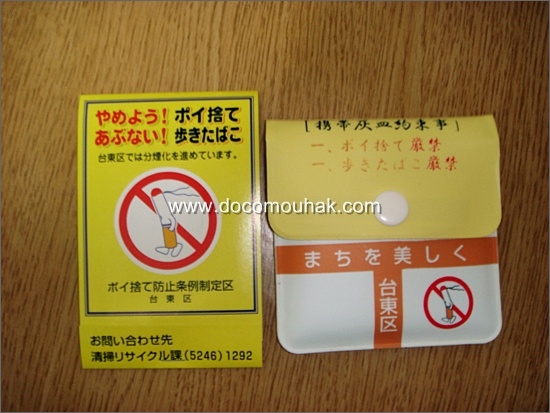 やめよう！ポイ捨て
あぶない！歩きたばこ
台東区では分煙化を進めています。
ポイ捨て防止条例制定区
台東区
お問い合わせ先
清掃リサイクル課(5246)1292
[携帯灰皿約束事]
一、ポイ捨て厳禁
一、歩きたばこ厳禁
まちを美しく
台東区
www.docomouhak.com